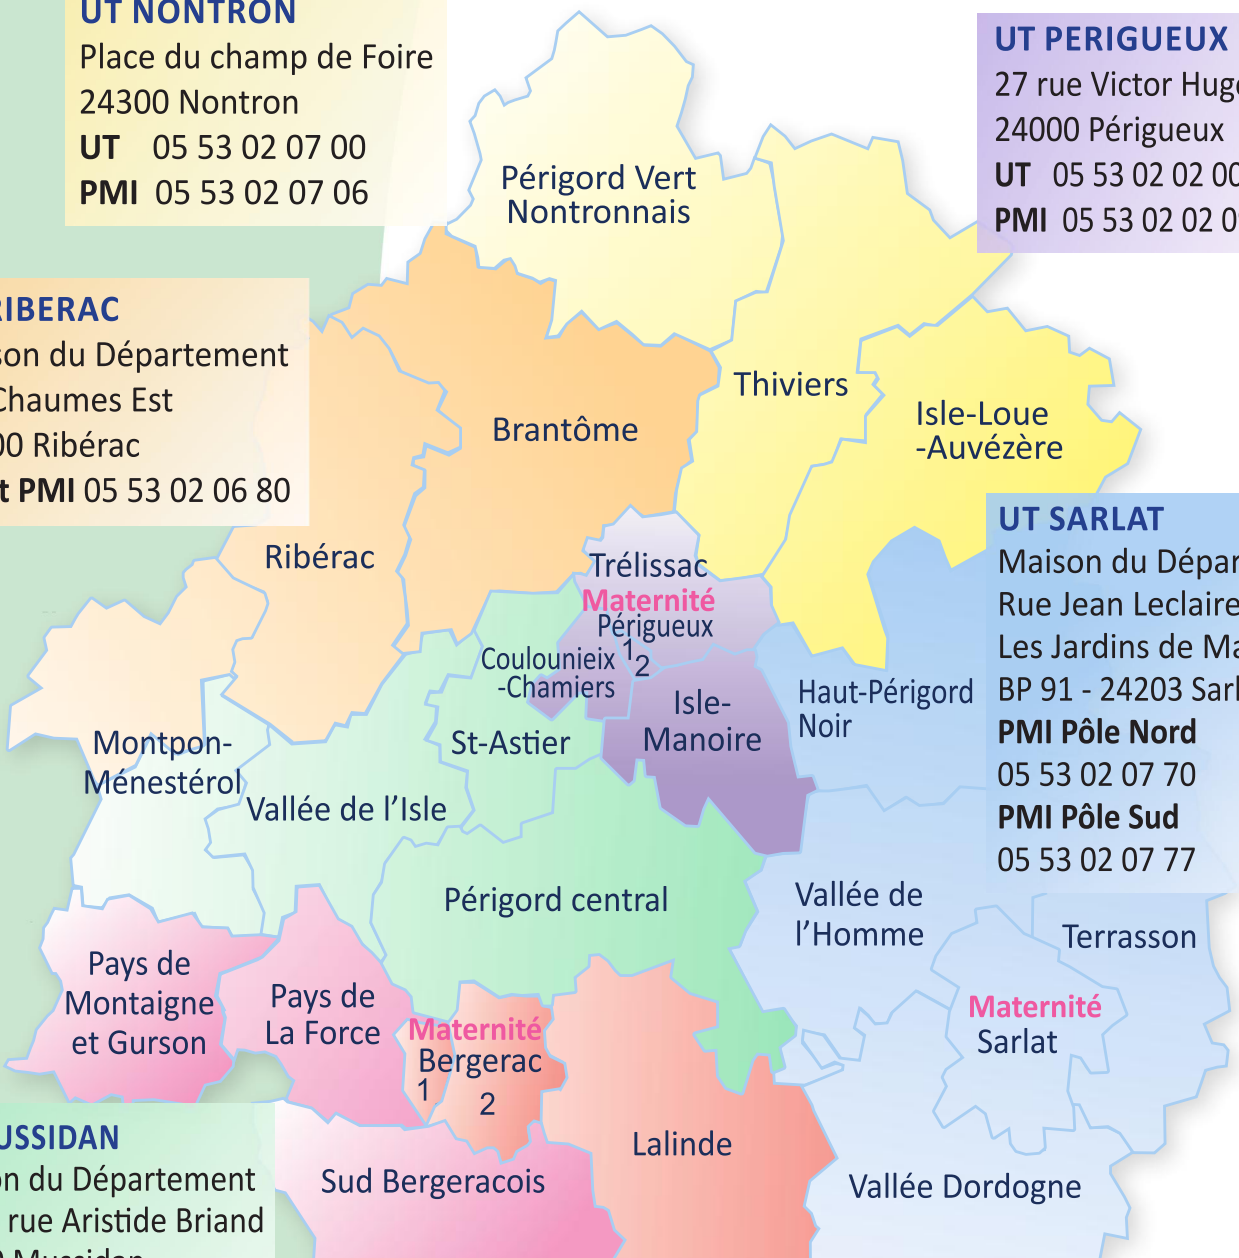 UT NONTRON
Place du champ de Foire
24300 Nontron
UT 05 53 02 07 00
PMI 05 53 02 07 06
UT PERIGUEUX
27 rue Victor Hugo
24000 Périgueux
UT 05 53 02 02 00
PMI 05 53 02 02 0
RIBERAC
son du Département
Chaumes Est
00 Ribérac
t PMI 05 53 02 06 80
Périgord Vert
Nontronnais
Thiviers
Isle-Loue
-Auvézère
Brantôme
Ribérac
UT SARLAT
Maison du Dépar
Rue Jean Leclaire
Les Jardins de Ma
BP 91 - 24203 Sarl
PMI Pôle Nord
05 53 02 07 70
PMI Pôle Sud
05 53 02 07 77
Trélissac
Maternité
Périgueux
1
2
Coulounieix
-Chamiers
Isle-
Manoire
Haut-Périgord
Noir
St-Astier
Montpon-
Ménestérol
Vallée de l'Isle
Périgord central
Vallée de
l'Homme
Terrasson
Pays de
Montaigne
et Gurson
Pays de
La Force
Maternité
Bergerac
1
2
Maternité
Sarlat
Lalinde
Sud Bergeracois
Vallée Dordogne
USSIDAN
on du Département
rue Aristide Briand
Mussidan